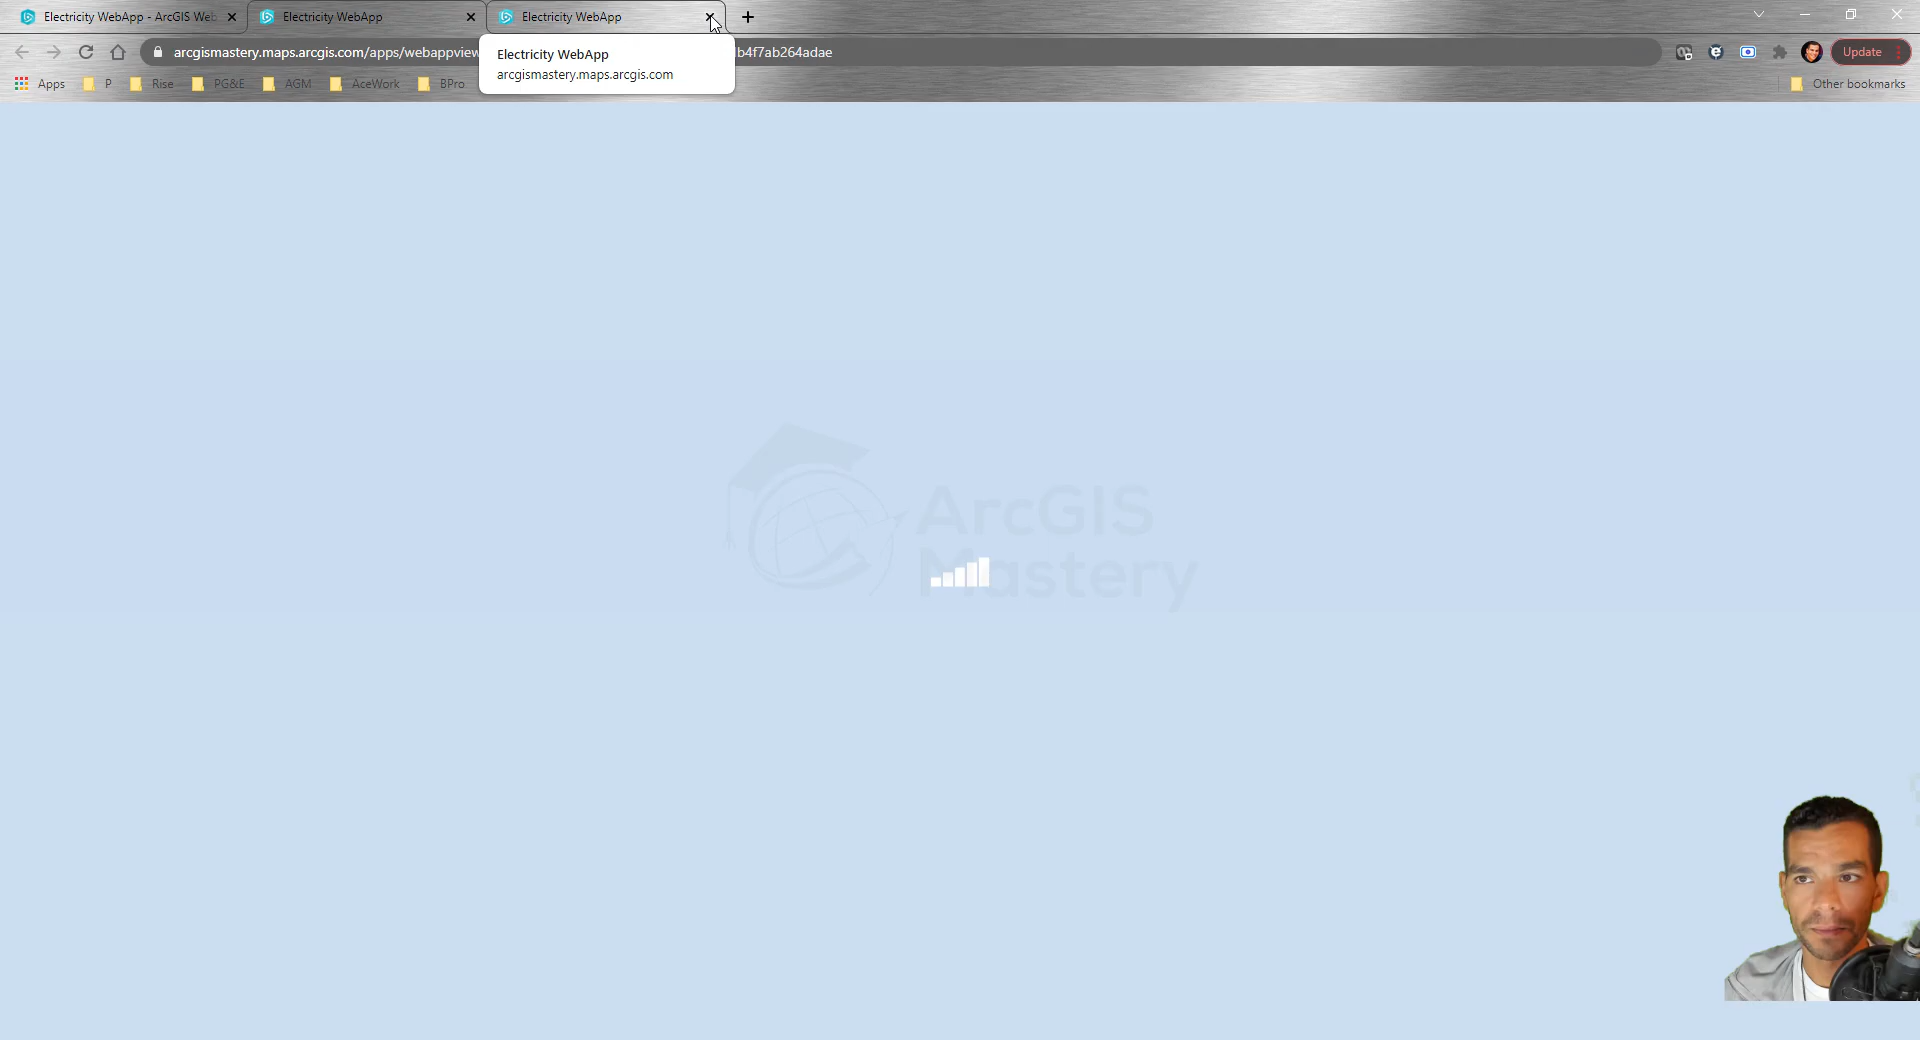 Electricity WebApp - ArcGIS Web
Electricity WebApp
Electricity WebApp
arcgismastery.maps.arcgis.com/apps/webappview
b4f7ab264adae
Update
Electricity WebApp
arcgismastery.maps.arcgis.com
Apps
P
Rise
PG&E
AGM
AceWork
BPro
Other bookmarks
ArcGIS
Mastery